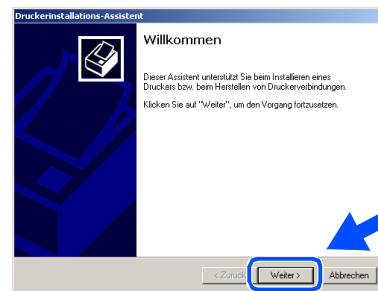 Druckerinstallations-Assistent
Willkommen
Dieser Assistent unterstützt Sie beim Installieren eines
Druckers bzw. beim Herstellen von Druckerverbindungen.
Klicken Sie auf "Weiter", um den Vorgang fortzusetzen.
< Zurück Weiter > Abbrechen